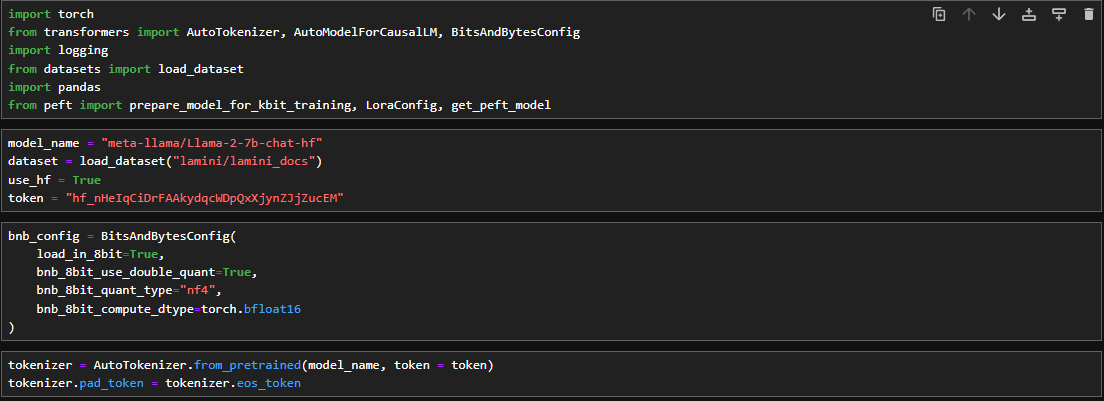 import torch
from transformers import AutoTokenizer, AutoModelForCausalLM, BitsAndBytesConfig
import logging
from datasets import load_dataset
import pandas
from peft import prepare_model_for_kbit_training, LoraConfig, get_peft_model
model_name = "meta-llama/Llama-2-7b-chat-hf"
dataset = load_dataset("lamini/lamini_docs")
use_hf = True
token = "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"
bnb_config = BitsAndBytesConfig(
    load_in_8bit=True,
    bnb_8bit_use_double_quant=True,
    bnb_8bit_quant_type="nf4",
    bnb_8bit_compute_dtype=torch.bfloat16
)
tokenizer = AutoTokenizer.from_pretrained(model_name, token = token)
tokenizer.pad_token = tokenizer.eos_token